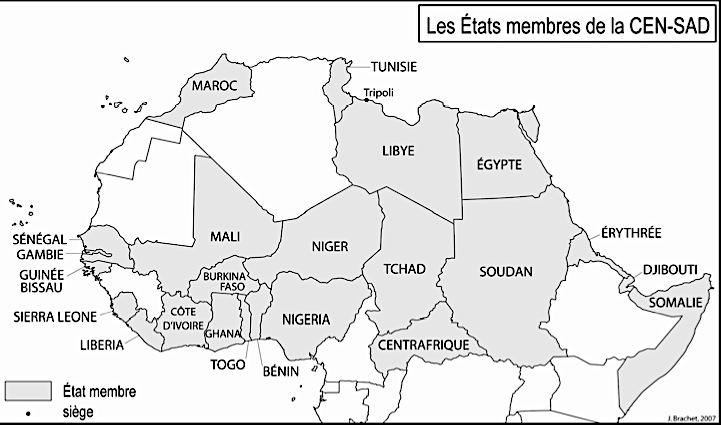 Les États membres de la CEN-SAD
TUNISIE
MAROC
Tripoli
LIBYE
ÉGYPTE
SÉNÉGAL
GAMBIE
GUINÉE
BISSAU
MALI
NIGER
TCHAD
SOUDAN
ÉRYTHRÉE
DJIBOUTI
SOMALIE
BURKINA
FASO
SIERRA LEONE
CÔTE
D'IVOIRE
GHANA
NIGERIA
CENTRAFRIQUE
LIBERIA
TOGO
BÉNIN
État membre
siège
J. Brachet, 2007